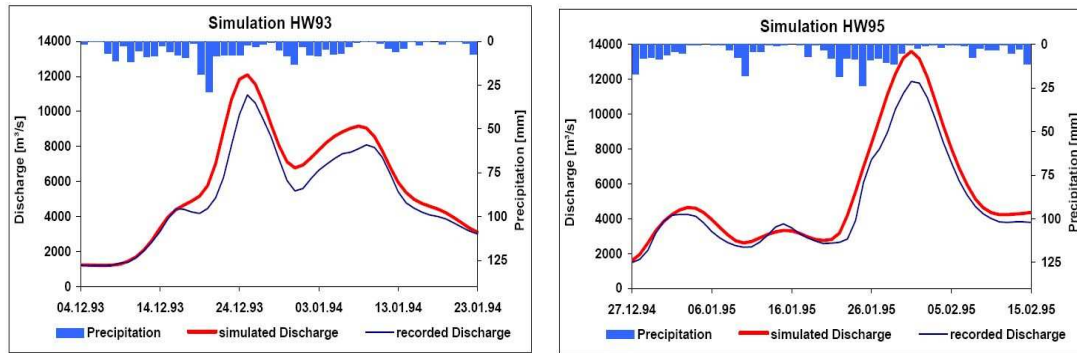 Simulation HW93
14000 0
12000 25
10000
8000 50
6000 75
4000 100
2000 125
0
Discharge [m³/s]
Precipitation [mm]
04.12.93 14.12.93 24.12.93 03.01.94 13.01.94 23.01.94
Precipitation simulated Discharge recorded Discharge
Simulation HW95
14000 0
12000 25
10000
8000 50
6000 75
4000 100
2000 125
0
Discharge [m³/s]
Precipitation [mm]
27.12.94 06.01.95 16.01.95 26.01.95 05.02.95 15.02.95
Precipitation simulated Discharge recorded Discharge